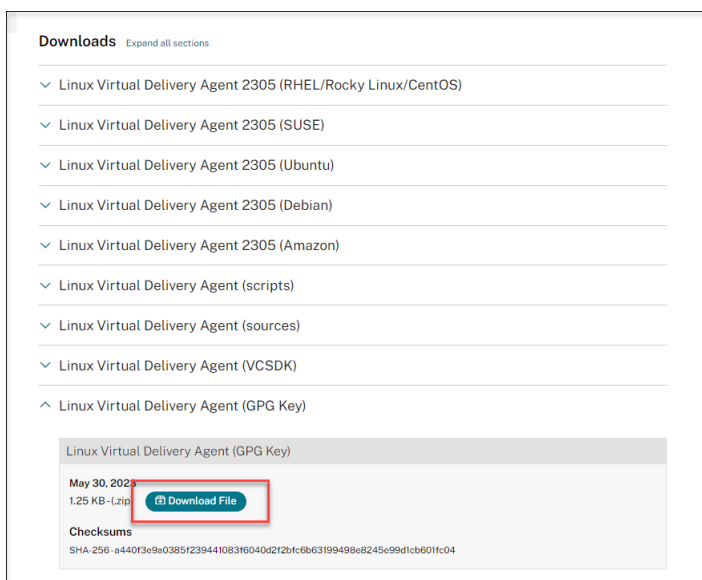 Downloads Expand all sections
Linux Virtual Delivery Agent 2305 (RHEL/Rocky Linux/CentOS)
Linux Virtual Delivery Agent 2305 (SUSE)
Linux Virtual Delivery Agent 2305 (Ubuntu)
Linux Virtual Delivery Agent 2305 (Debian)
Linux Virtual Delivery Agent 2305 (Amazon)
Linux Virtual Delivery Agent (scripts)
Linux Virtual Delivery Agent (sources)
Linux Virtual Delivery Agent (VCSDK)
Linux Virtual Delivery Agent (GPG Key)
Linux Virtual Delivery Agent (GPG Key)
May 30, 2023
1.25 KB - (.zip) Download File
Checksums
SHA-256 - a440f3e9a0385f239441083f6040d2f2bfc6b63199498e8245e99d1cb601fc04